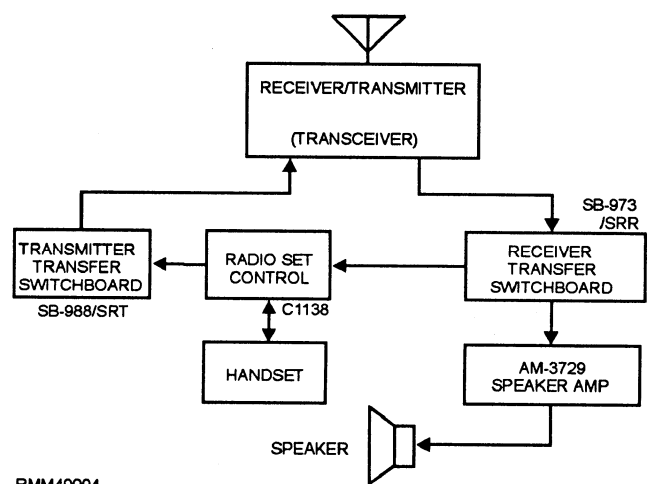 RECEIVER/TRANSMITTER
(TRANSCEIVER)
SB-973
/SRR
TRANSMITTER
TRANSFER
SWITCHBOARD
SB-988/SRT
RADIO SET
CONTROL
C1138
RECEIVER
TRANSFER
SWITCHBOARD
HANDSET
AM-3729
SPEAKER AMP
SPEAKER